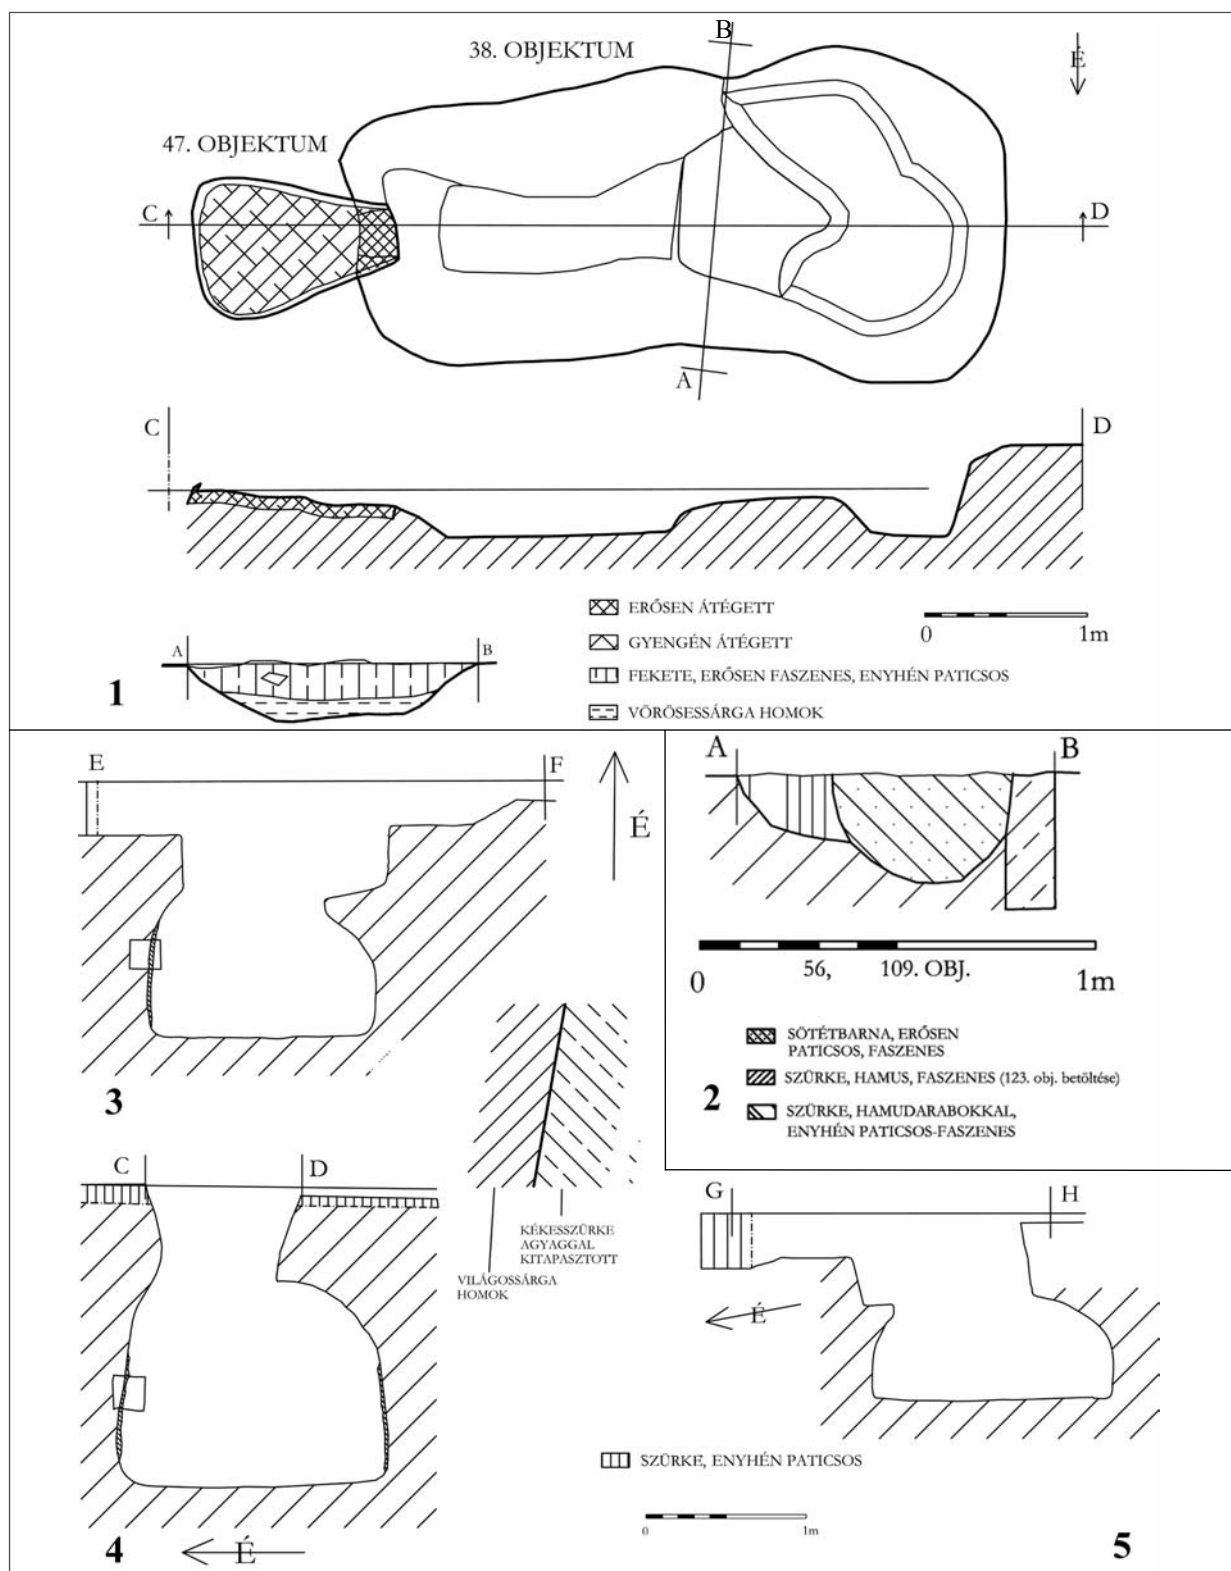 38. OBJEKTUM
B
É
47. OBJEKTUM
C
D
A
C
D
ERŐSEN ÁTÉGETT
GYENGÉN ÁTÉGETT
FEKETE, ERŐSEN FASZENES, ENYHÉN PATICSOS
VÖRÖSESSÁRGA HOMOK
0 1m
A
B
1
E
F
É
3
A
B
0 1m
56, 109. OBJ.
SÖTÉTBARNA, ERŐSEN
PATICSOS, FASZENES
SZÜRKE, HAMUS, FASZENES (123. obj. betöltése)
SZÜRKE, HAMUDARABOKKAL,
ENYHÉN PATICSOS-FASZENES
2
C
D
KÉKESSZÜRKE
AGYAGGAL
KITAPASZTOTT
VILÁGOSSÁRGA
HOMOK
É
4
G
H
É
SZÜRKE, ENYHÉN PATICSOS
0 1m
5